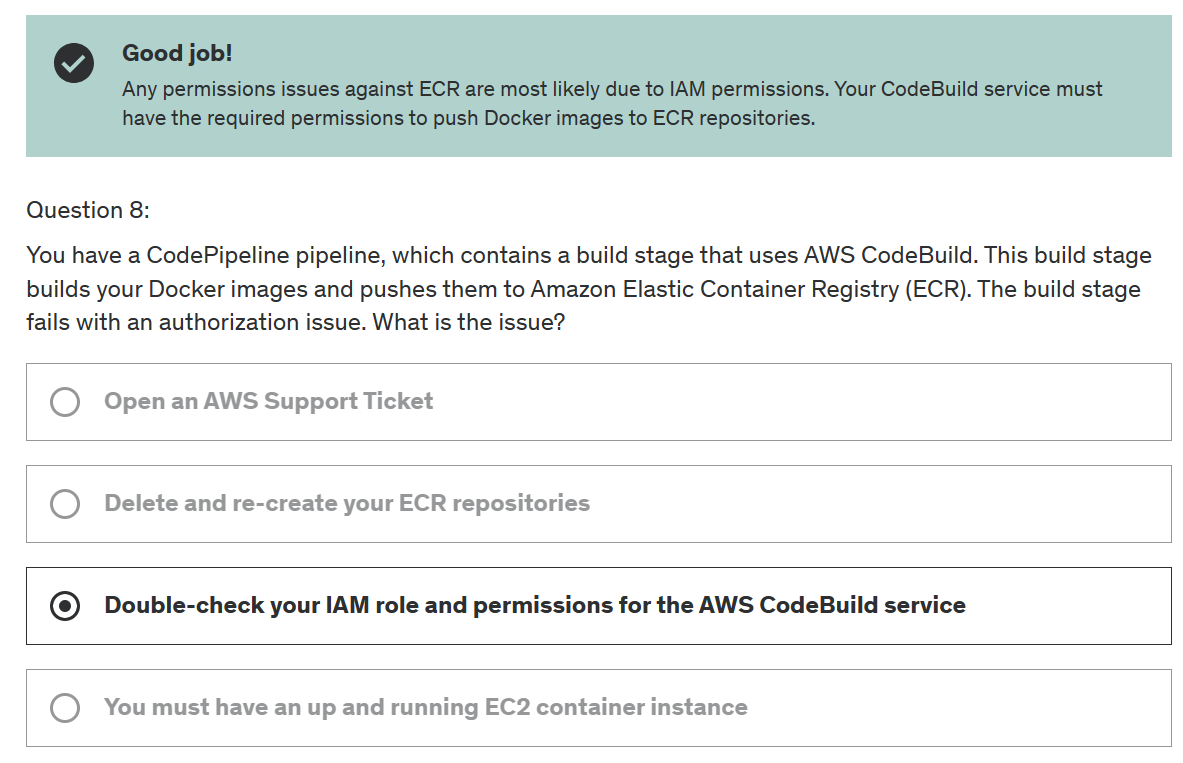 Good job!
Any permissions issues against ECR are most likely due to IAM permissions. Your CodeBuild service must
have the required permissions to push Docker images to ECR repositories.
Question 8:
You have a CodePipeline pipeline, which contains a build stage that uses AWS CodeBuild. This build stage
builds your Docker images and pushes them to Amazon Elastic Container Registry (ECR). The build stage
fails with an authorization issue. What is the issue?
Open an AWS Support Ticket
Delete and re-create your ECR repositories
Double-check your IAM role and permissions for the AWS CodeBuild service
You must have an up and running EC2 container instance